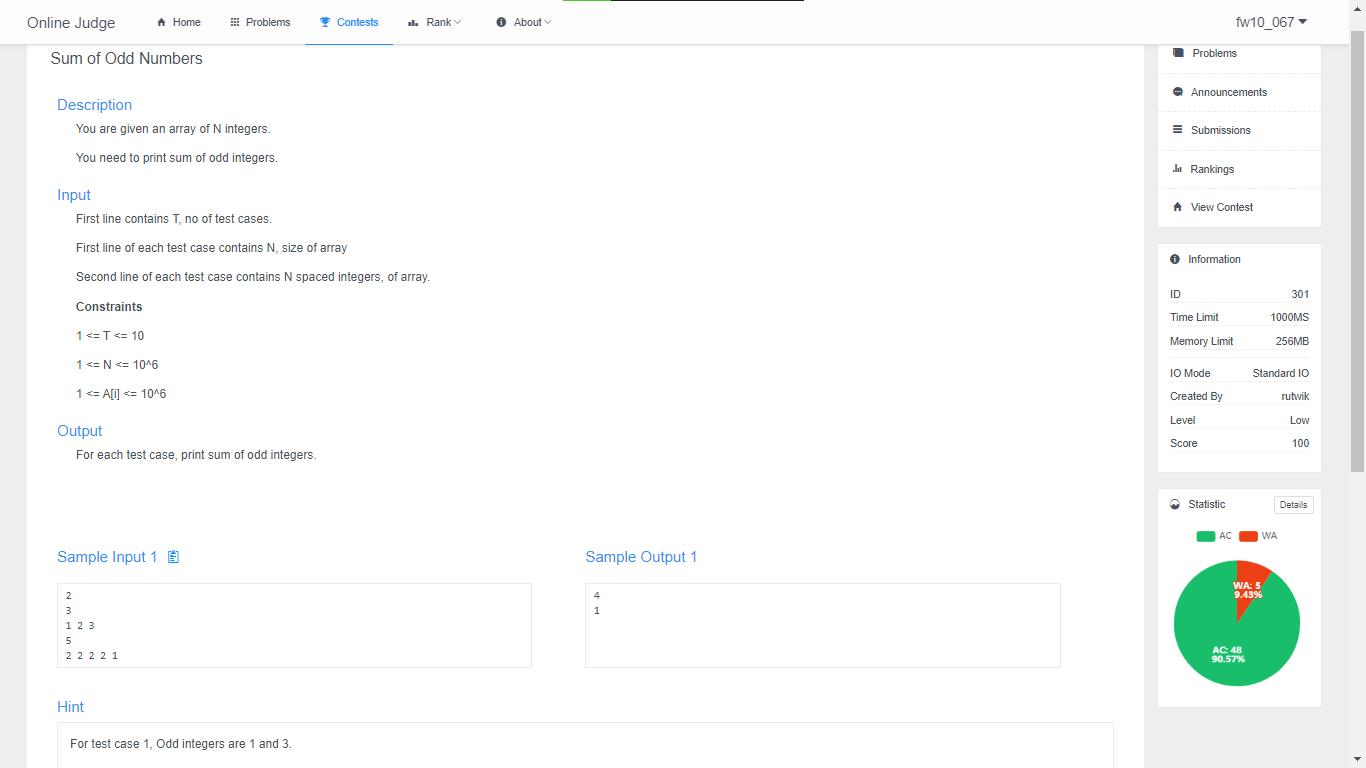 Online Judge
Home
Problems
Contests
Rank
About
fw10_067
Sum of Odd Numbers
Description
You are given an array of N integers.
You need to print sum of odd integers.
Input
First line contains T, no of test cases.
First line of each test case contains N, size of array
Second line of each test case contains N spaced integers, of array.
Constraints
1 <= T <= 10
1 <= N <= 10^6
1 <= A[i] <= 10^6
Output
For each test case, print sum of odd integers.
Sample Input 1
2
3
1 2 3
5
2 2 2 2 1
Sample Output 1
4
1
Hint
For test case 1, Odd integers are 1 and 3.
Problems
Announcements
Submissions
Rankings
View Contest
Information
ID 301
Time Limit 1000MS
Memory Limit 256MB
IO Mode Standard IO
Created By rutwik
Level Low
Score 100
Statistic Details
AC WA
WA: 5
9.43%
AC: 48
90.57%